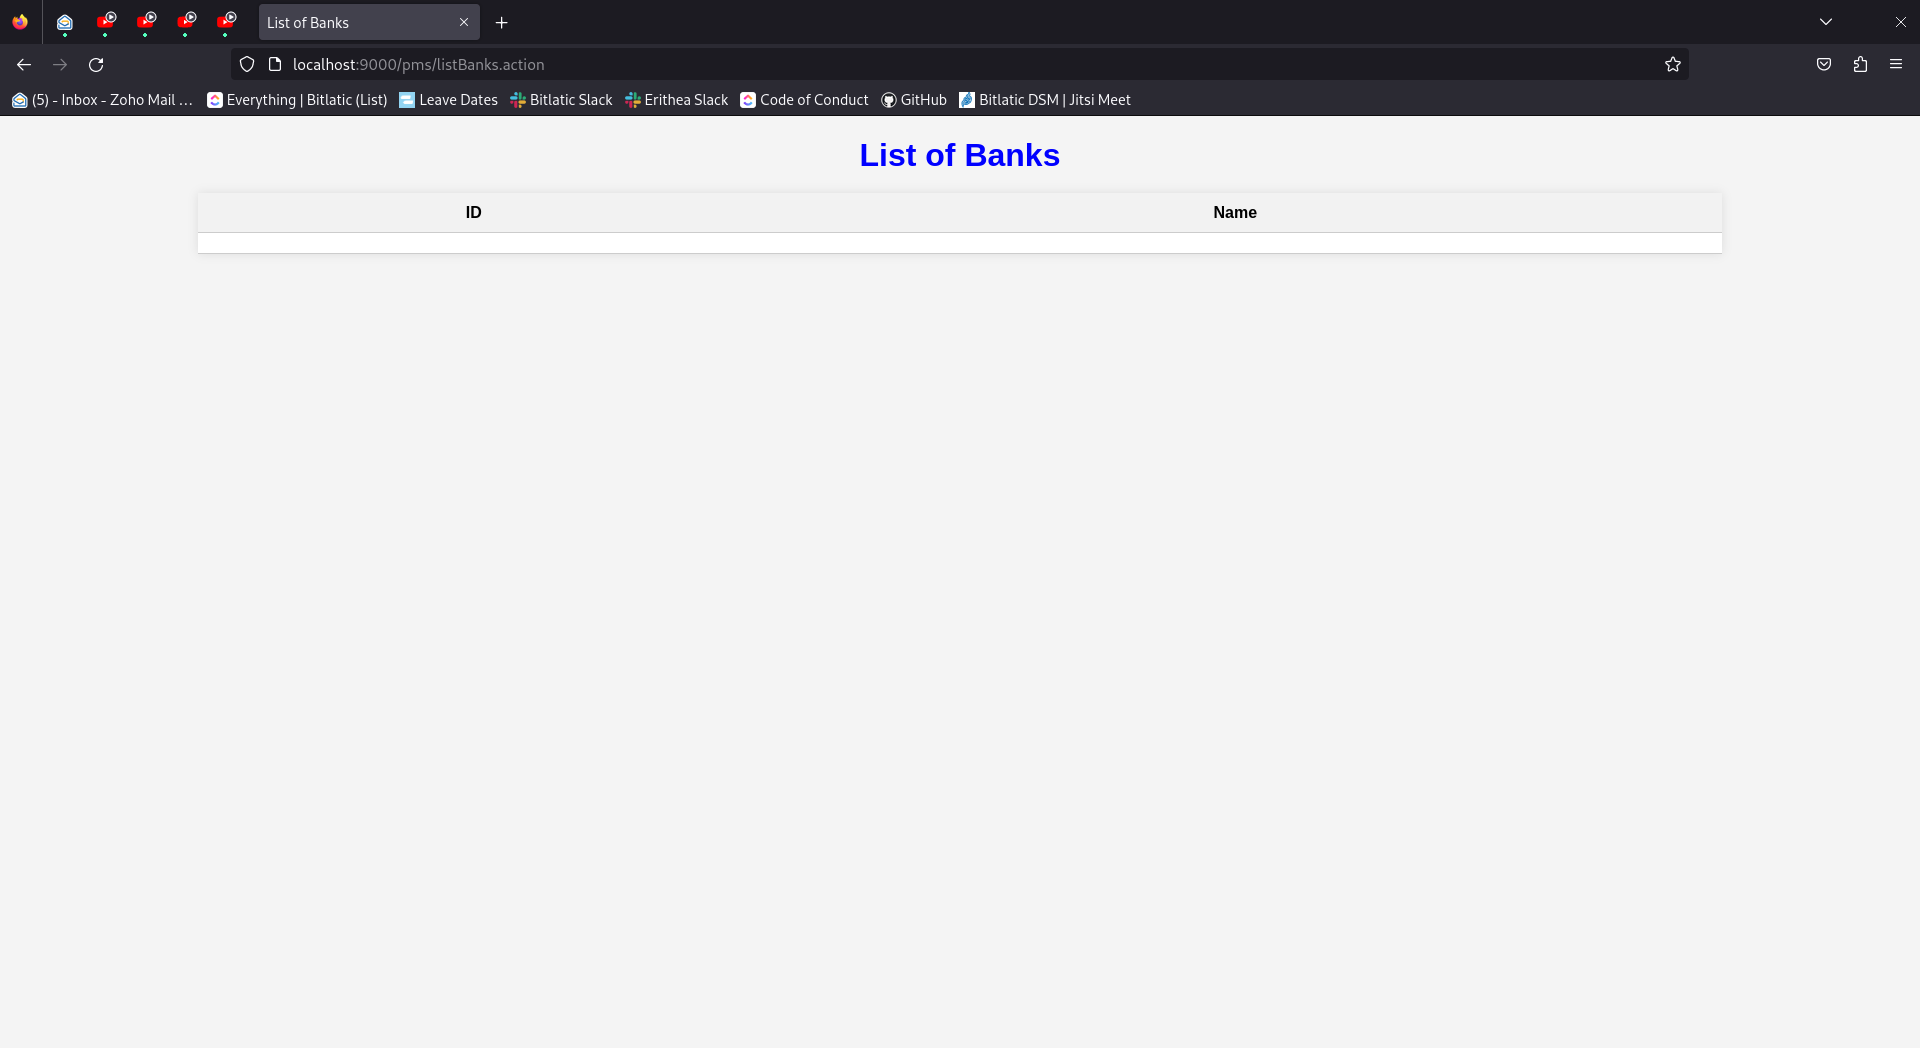 List of Banks
localhost:9000/pms/listBanks.action
(5) - Inbox - Zoho Mail ... Everything | Bitlatic (List) Leave Dates Bitlatic Slack Erithea Slack Code of Conduct GitHub Bitlatic DSM | Jitsi Meet
List of Banks
ID Name